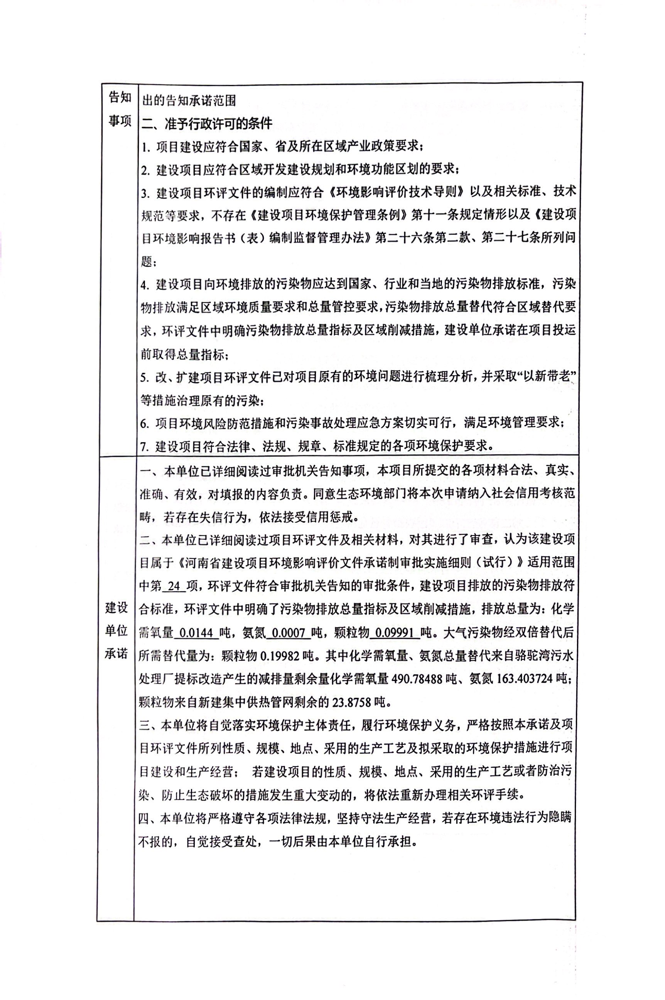 告知
事项
出的告知承诺范围
二、准予行政许可的条件
1. 项目建设应符合国家、省及所在区域产业政策要求；
2. 建设项目应符合区域开发建设规划和环境功能区划的要求；
3. 建设项目环评文件的编制应符合《环境影响评价技术导则》以及相关标准、技术
规范等要求，不存在《建设项目环境保护管理条例》第十一条规定情形以及《建设项
目环境影响报告书（表）编制监督管理办法》第二十六条第二款、第二十七条所列问
题；
4. 建设项目向环境排放的污染物应达到国家、行业和当地的污染物排放标准，污染
物排放满足区域环境质量要求和总量管控要求，污染物排放总量替代符合区域替代要
求，环评文件中明确污染物排放总量指标及区域削减措施，建设单位承诺在项目投运
前取得总量指标；
5. 改、扩建项目环评文件已对项目原有的环境问题进行梳理分析，并采取“以新带老”
等措施治理原有的污染；
6. 项目环境风险防范措施和污染事故处理应急方案切实可行，满足环境管理要求；
7. 建设项目符合法律、法规、规章、标准规定的各项环境保护要求。
建设
单位
承诺
一、本单位已详细阅读过审批机关告知事项，本项目所提交的各项材料合法、真实、
准确、有效，对填报的内容负责。同意生态环境部门将本次申请纳入社会信用考核范
畴，若存在失信行为，依法接受信用惩戒。
二、本单位已详细阅读过项目环评文件及相关材料，对其进行了审查，认为该建设项
目属于《河南省建设项目环境影响评价文件承诺制审批实施细则（试行）》适用范围
中第 24 项，环评文件符合审批机关告知的审批条件，建设项目排放的污染物排放符
合标准，环评文件中明确了污染物排放总量指标及区域削减措施，排放总量为：化学
需氧量 0.0144 吨，氨氮 0.0007 吨，颗粒物 0.09991 吨。大气污染物经双倍替代后
所需替代量为：颗粒物 0.19982 吨。其中化学需氧量、氨氮总量替代来自骆驼湾污水
处理厂提标改造产生的减排量剩余量化学需氧量 490.78488 吨、氨氮 163.403724 吨；
颗粒物来自新建集中供热管网剩余的 23.8758 吨。
三、本单位将自觉落实环境保护主体责任，履行环境保护义务，严格按照本承诺及项
目环评文件所列性质、规模、地点、采用的生产工艺及拟采取的环境保护措施进行项
目建设和生产经营； 若建设项目的性质、规模、地点、采用的生产工艺或者防治污
染、防止生态破坏的措施发生重大变动的，将依法重新办理相关环评手续。
四、本单位将严格遵守各项法律法规，坚持守法生产经营，若存在环境违法行为隐瞒
不报的，自觉接受查处，一切后果由本单位自行承担。